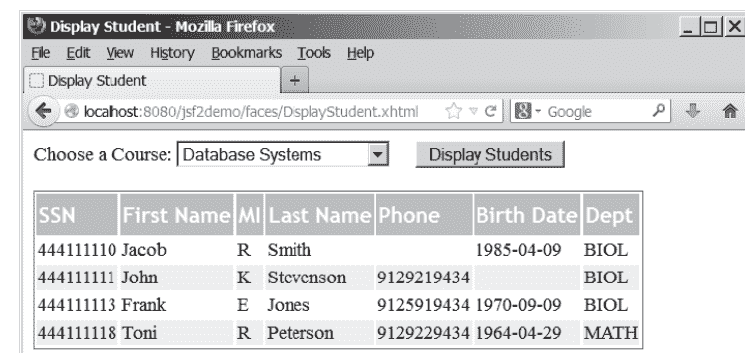 Display Student - Mozilla Firefox
File Edit View History Bookmarks Tools Help
Display Student +
localhost:8080/jsf2demo/faces/DisplayStudent.xhtml Google
Choose a Course: Database Systems Display Students
SSN First Name MI Last Name Phone Birth Date Dept
444111110 Jacob R Smith 1985-04-09 BIOL
444111111 John K Stevenson 9129219434 BIOL
444111113 Frank E Jones 9125919434 1970-09-09 BIOL
444111118 Toni R Peterson 9129229434 1964-04-29 MATH